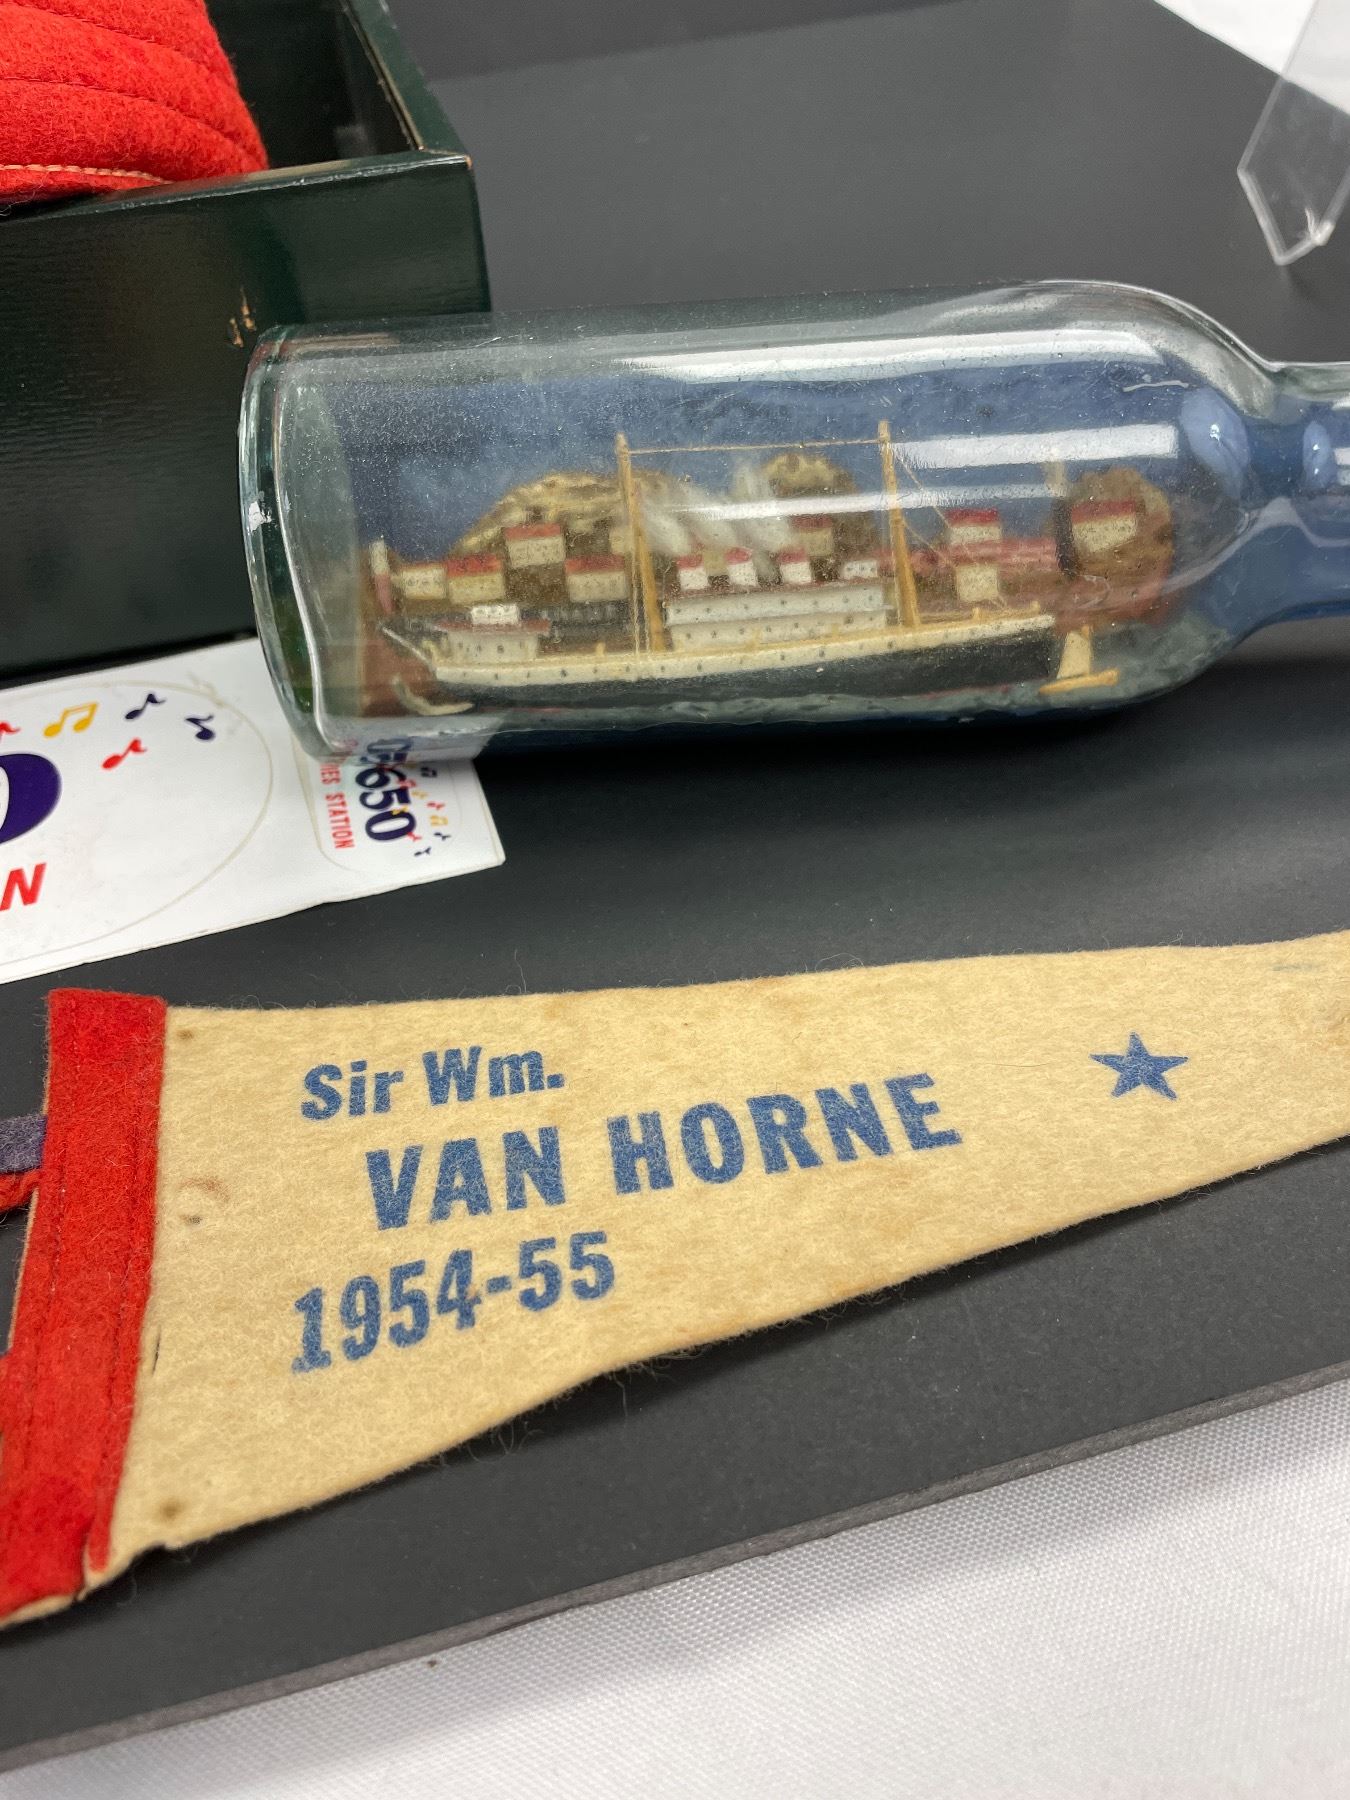 N
650
STATION
Sir Wm.
VAN HORNE
1954-55